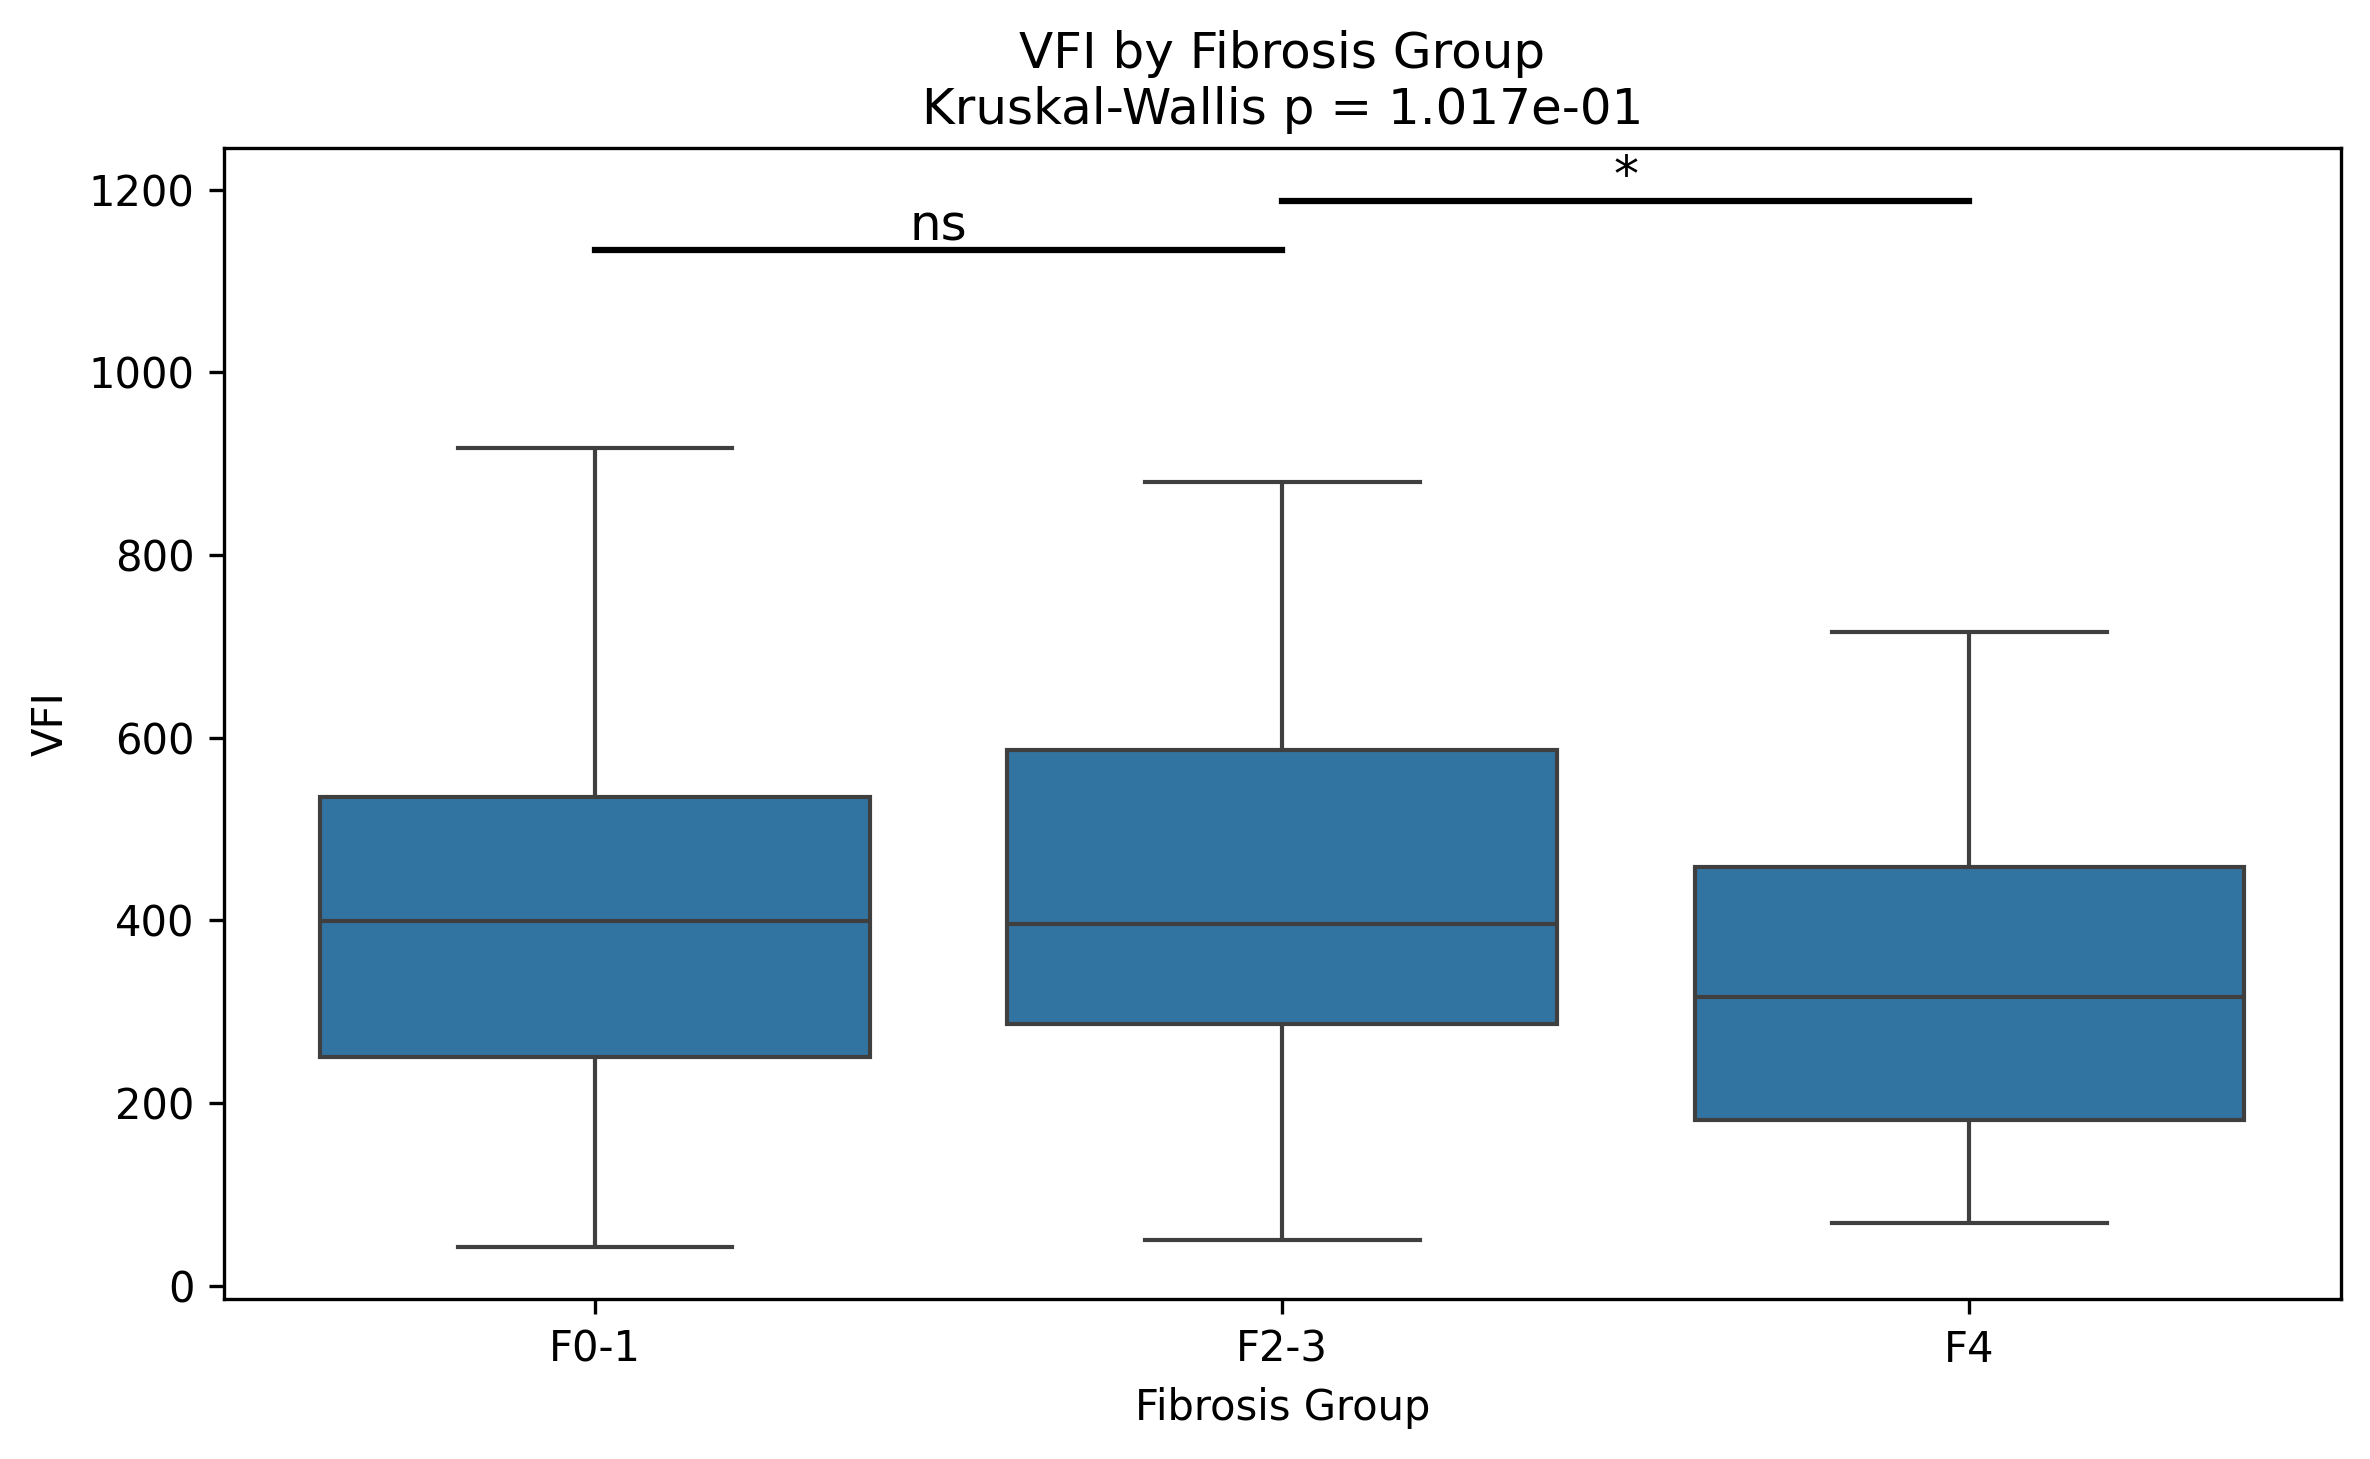 VFI by Fibrosis Group
Kruskal-Wallis p = 1.017e-01
*
ns
1200
1000
800
600
400
200
0
VFI
F0-1
F2-3
F4
Fibrosis Group